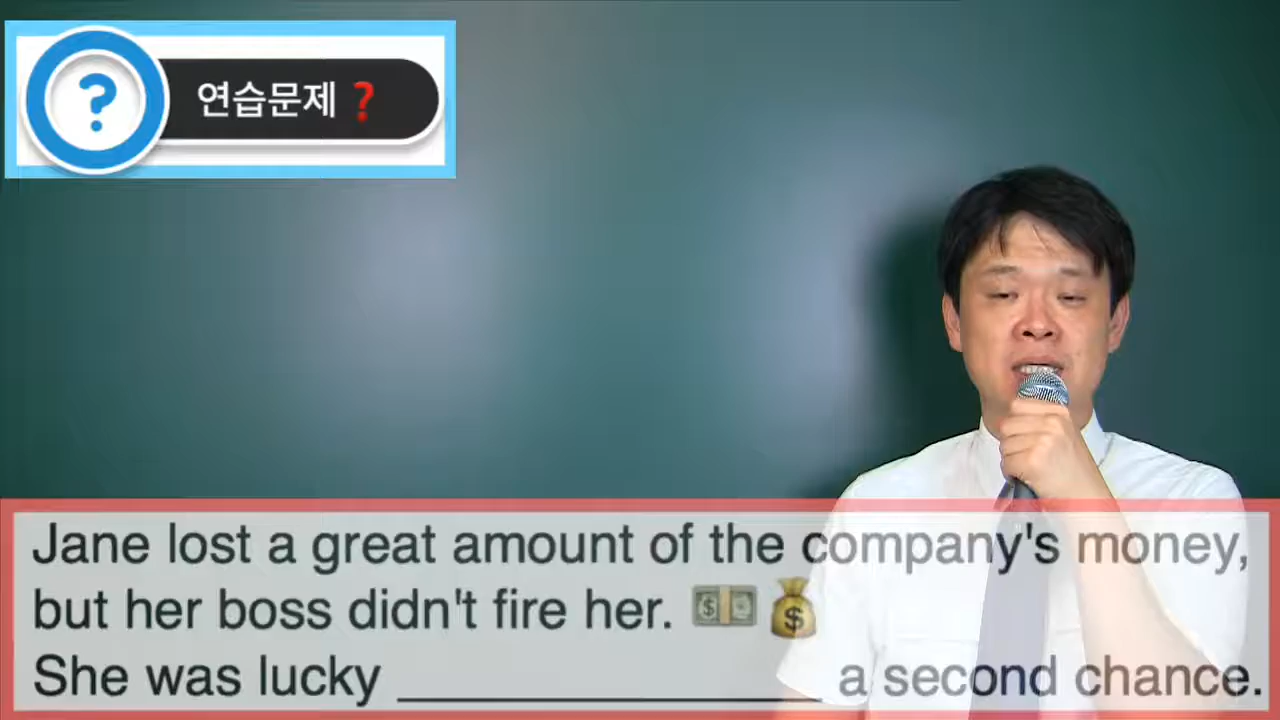 연습문제❓
Jane lost a great amount of the company's money,
but her boss didn't fire her. 💵💰
She was lucky ________________ a second chance.